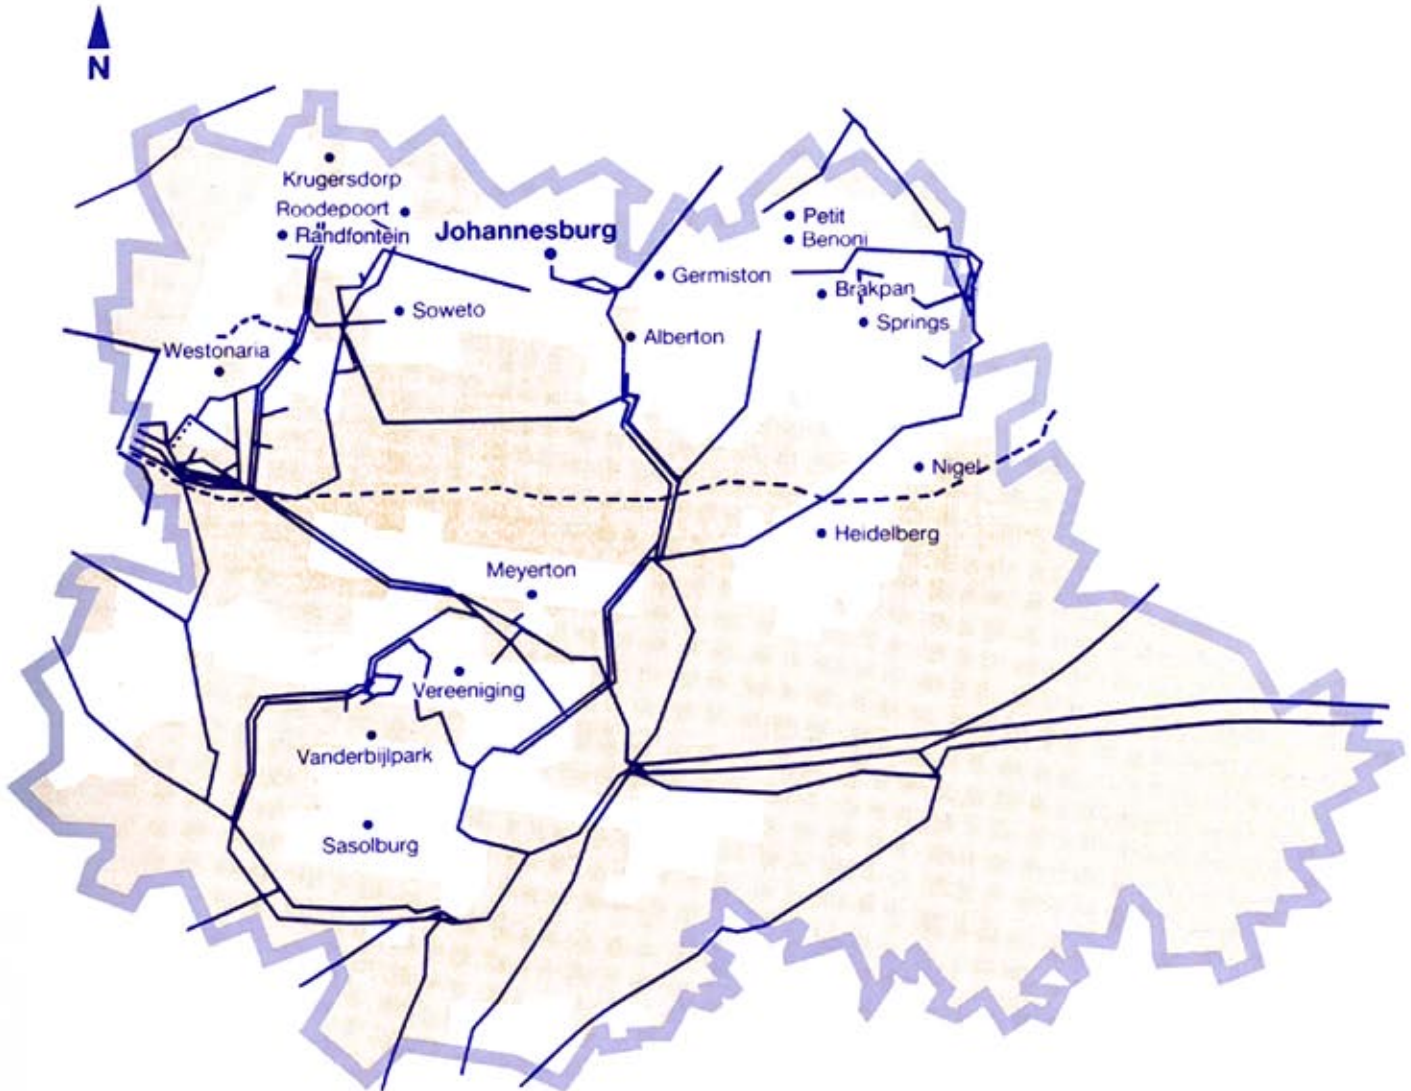 N
Krugersdorp
Roodepoort
Randfontein
Johannesburg
Petit
Benoni
Germiston
Brakpan
Soweto
Springs
Alberton
Westonaria
Nigel
Heidelberg
Meyerton
Vereeniging
Vanderbijlpark
Sasolburg